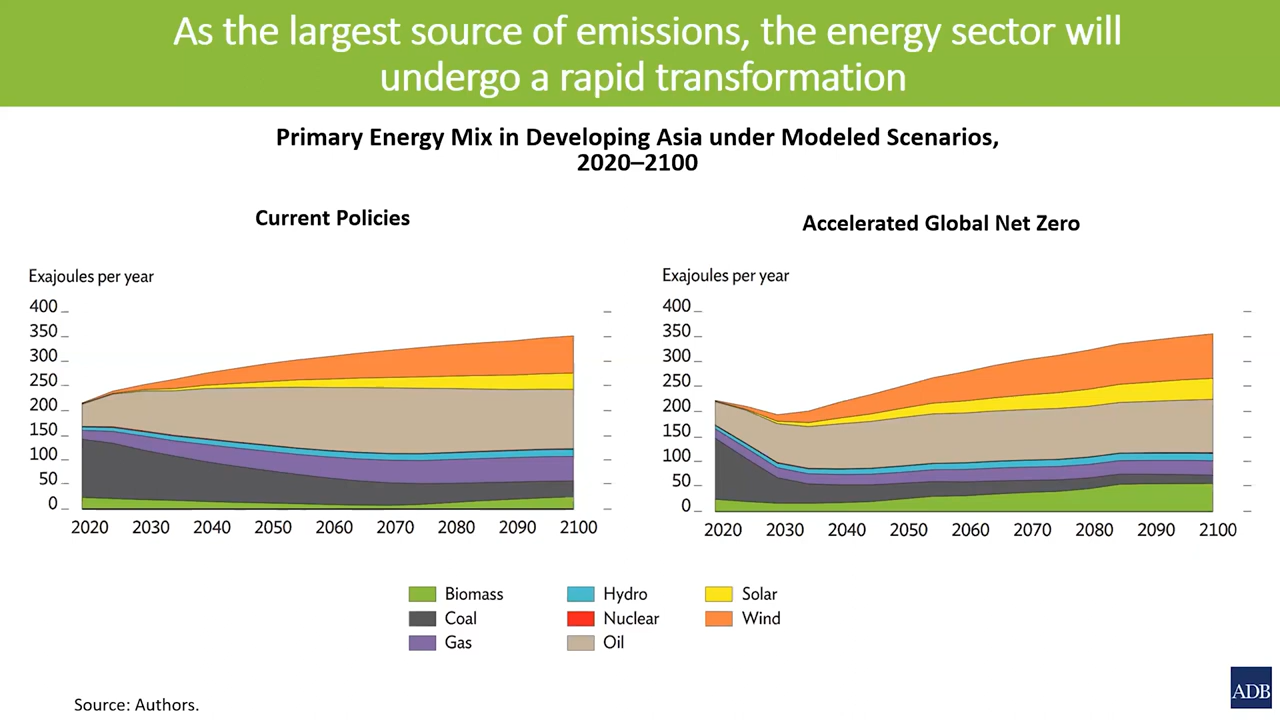 As the largest source of emissions, the energy sector will
undergo a rapid transformation
Primary Energy Mix in Developing Asia under Modeled Scenarios,
2020–2100
Current Policies
Exajoules per year
400
350
300
250
200
150
100
50
0
2020 2030 2040 2050 2060 2070 2080 2090 2100
Accelerated Global Net Zero
Exajoules per year
400
350
300
250
200
150
100
50
0
2020 2030 2040 2050 2060 2070 2080 2090 2100
Biomass
Coal
Gas
Hydro
Nuclear
Oil
Solar
Wind
Source: Authors.
ADB